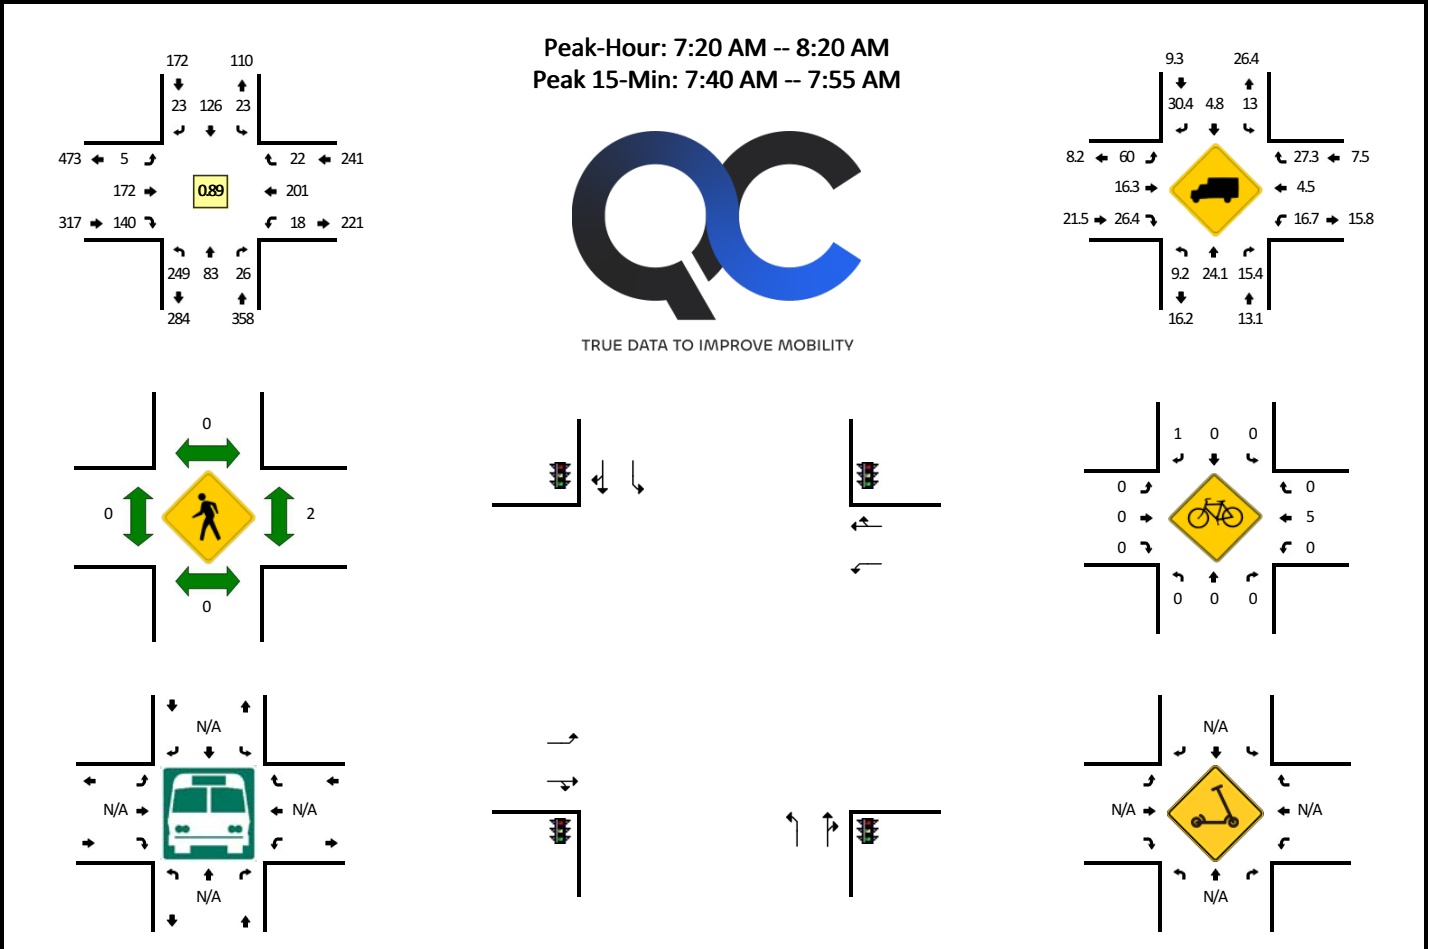 Peak-Hour: 7:20 AM -- 8:20 AM
Peak 15-Min: 7:40 AM -- 7:55 AM
172 110
23 126 23
473 5 22 241
172 0.89 201
317 140 18 221
249 83 26
284 358
QC
TRUE DATA TO IMPROVE MOBILITY
9.3 26.4
30.4 4.8 13
8.2 60 27.3 7.5
16.3 4.5
21.5 26.4 16.7 15.8
9.2 24.1 15.4
16.2 13.1
0
0 2
0
1 0 0
0 0
0 5
0 0
0 0 0
N/A
N/A N/A
N/A
N/A
N/A N/A
N/A